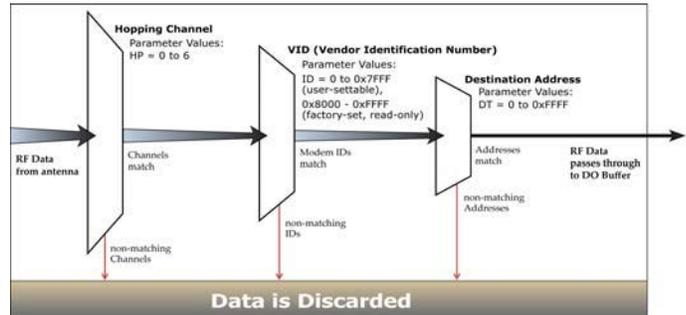 Hopping Channel
Parameter Values:
HP = 0 to 6
VID (Vendor Identification Number)
Parameter Values:
ID = 0 to 0x7FFF
(user-settable),
0x8000 - 0xFFFF
(factory-set, read-only)
Destination Address
Parameter Values:
DT = 0 to 0xFFFF
RF Data
from antenna
Channels
match
Modem IDs
match
Addresses
match
RF Data
passes through
to DO Buffer
non-matching
Channels
non-matching
IDs
non-matching
Addresses
Data is Discarded